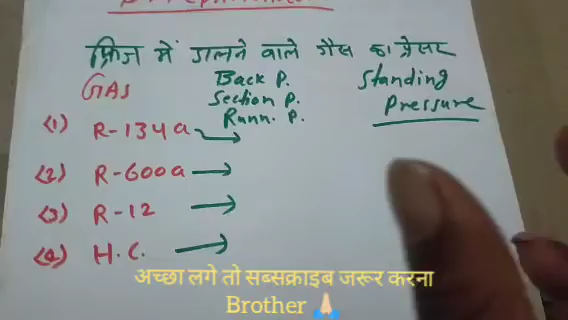 फ्रिज में डालने वाले गैस का प्रेसर
GAS Back P. Standing
Section P. Pressure
Runn. P.
(1) R-134a →
(2) R-600a →
(3) R-12 →
(4) H.C. →
अच्छा लगे तो सब्सक्राइब जरूर करना
Brother 🙏🏻